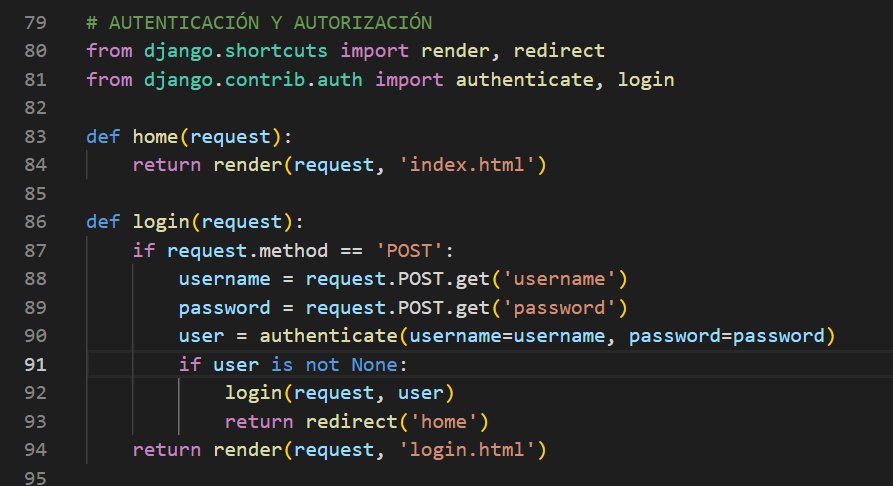 79 # AUTENTICACIÓN Y AUTORIZACIÓN
80 from django.shortcuts import render, redirect
81 from django.contrib.auth import authenticate, login
82
83 def home(request):
84     return render(request, 'index.html')
85
86 def login(request):
87     if request.method == 'POST':
88         username = request.POST.get('username')
89         password = request.POST.get('password')
90         user = authenticate(username=username, password=password)
91         if user is not None:
92             login(request, user)
93             return redirect('home')
94     return render(request, 'login.html')
95